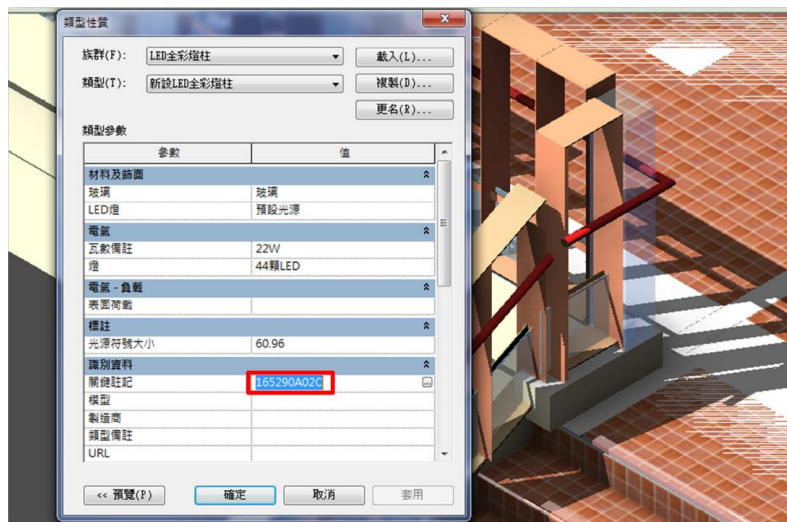 類型性質
族群(F): LED全彩燈柱 載入(L)...
類型(T): 新設LED全彩燈柱 複製(D)...
更名(R)...
類型參數
參數 值
材料及飾面
玻璃 玻璃
LED燈 預設光源
電氣
瓦數備註 22W
燈 44顆LED
電氣 - 負載
表面荷載
標註
光源符號大小 60.96
識別資料
關鍵註記 165290A02C ...
模型
製造商
類型備註
URL
<< 預覽(P) 確定 取消 套用